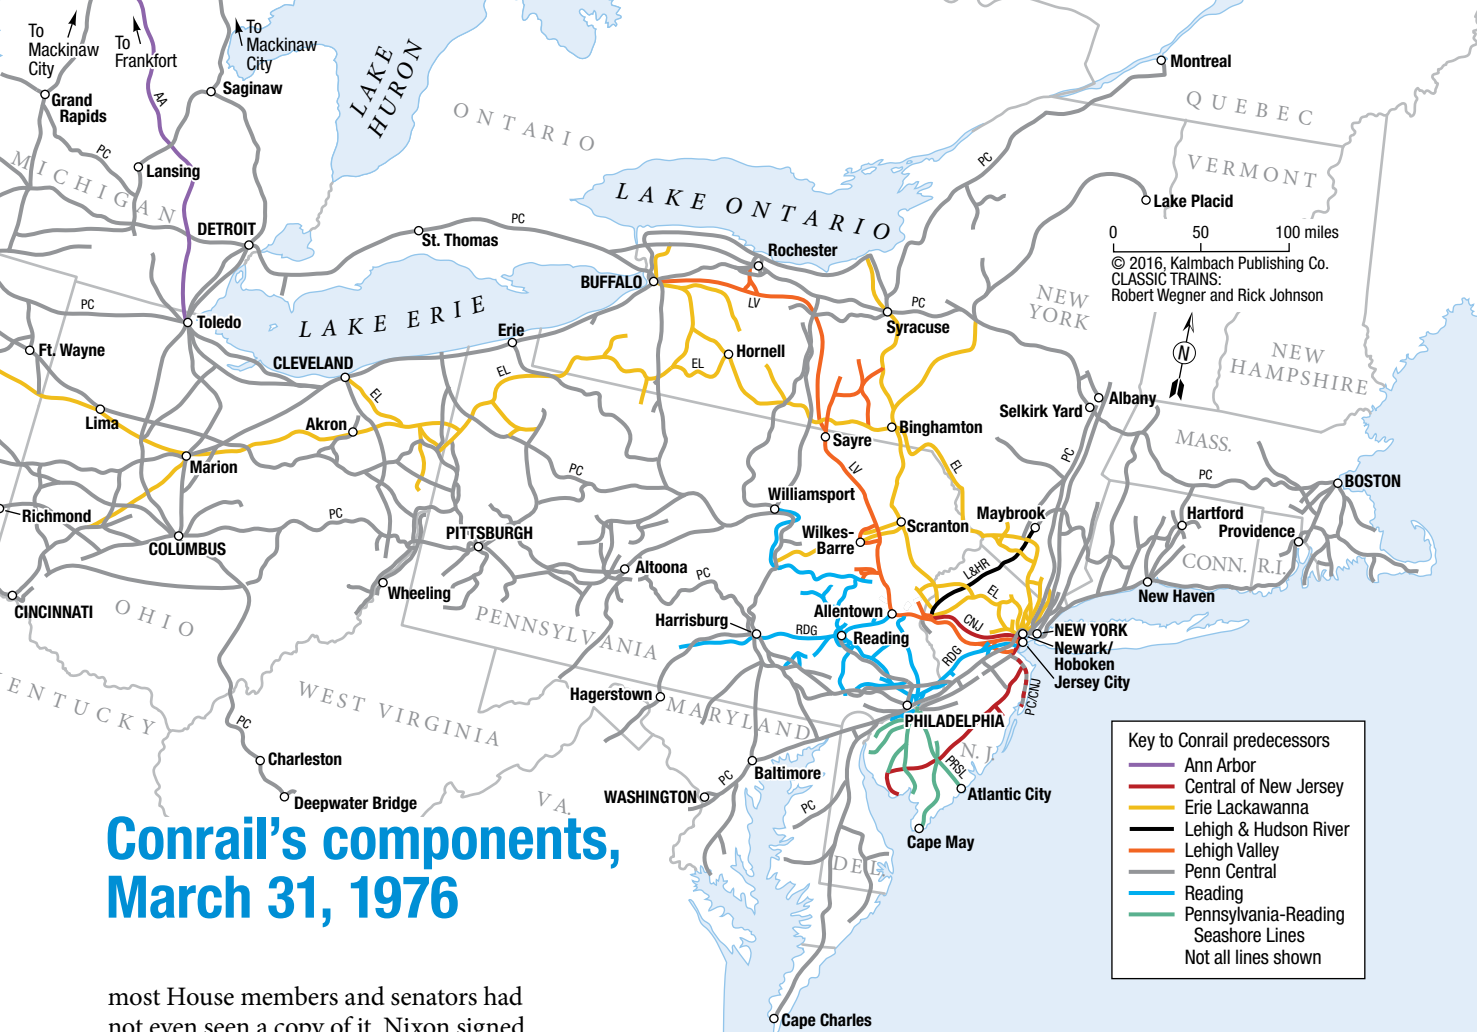 To
Mackinaw
City
To
Frankfort
To
Mackinaw
City
Saginaw
Grand
Rapids
AA
PC
Lansing
MICHIGAN
DETROIT
LAKE
HURON
ONTARIO
Montreal
QUEBEC
VERMONT
PC
Lake Placid
LAKE ONTARIO
PC
St. Thomas
Rochester
0 50 100 miles
© 2016, Kalmbach Publishing Co.
CLASSIC TRAINS:
Robert Wegner and Rick Johnson
BUFFALO
LV
PC
Syracuse
NEW
YORK
N
NEW
HAMPSHIRE
PC
Toledo
LAKE ERIE
Erie
Ft. Wayne
CLEVELAND
EL
EL
EL
Hornell
Lima
Akron
Marion
Sayre
Binghamton
Selkirk Yard
Albany
MASS.
PC
PC
BOSTON
LV
EL
PC
Richmond
PC
COLUMBUS
PITTSBURGH
Williamsport
Wilkes-
Barre
Scranton
Maybrook
Hartford
Providence
CONN.
R.I.
New Haven
CINCINNATI
OHIO
Wheeling
Altoona
PC
L&HR
EL
PENNSYLVANIA
Harrisburg
RDG
Allentown
Reading
CNJ
RDG
NEW YORK
Newark/
Hoboken
Jersey City
PC/CNJ
KENTUCKY
WEST VIRGINIA
Hagerstown
MARYLAND
PHILADELPHIA
N.J.
PRSL
PC
Charleston
Deepwater Bridge
VA.
WASHINGTON
PC
Baltimore
PC
Atlantic City
Cape May
DEL.
Cape Charles
Key to Conrail predecessors
Ann Arbor
Central of New Jersey
Erie Lackawanna
Lehigh & Hudson River
Lehigh Valley
Penn Central
Reading
Pennsylvania-Reading
Seashore Lines
Not all lines shown
Conrail's components,
March 31, 1976
most House members and senators had
not even seen a copy of it. Nixon signed